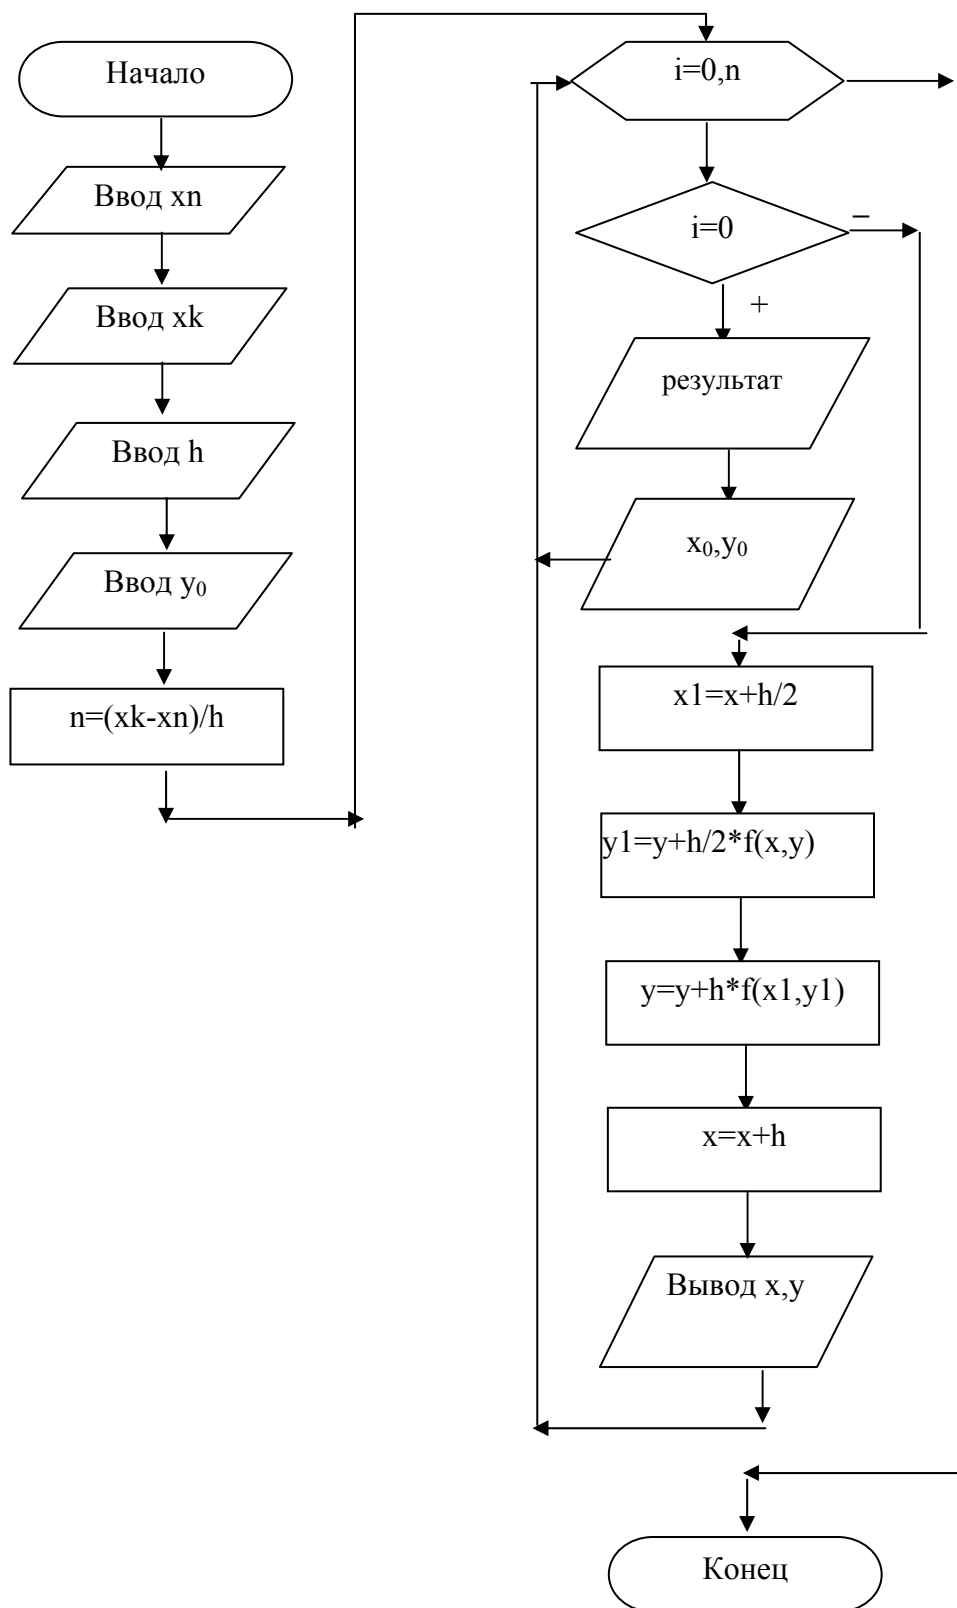 Начало
Ввод xn
Ввод xk
Ввод h
Ввод y₀
n=(xk-xn)/h
i=0,n
i=0
–
+
результат
x₀,y₀
x1=x+h/2
y1=y+h/2*f(x,y)
y=y+h*f(x1,y1)
x=x+h
Вывод x,y
Конец